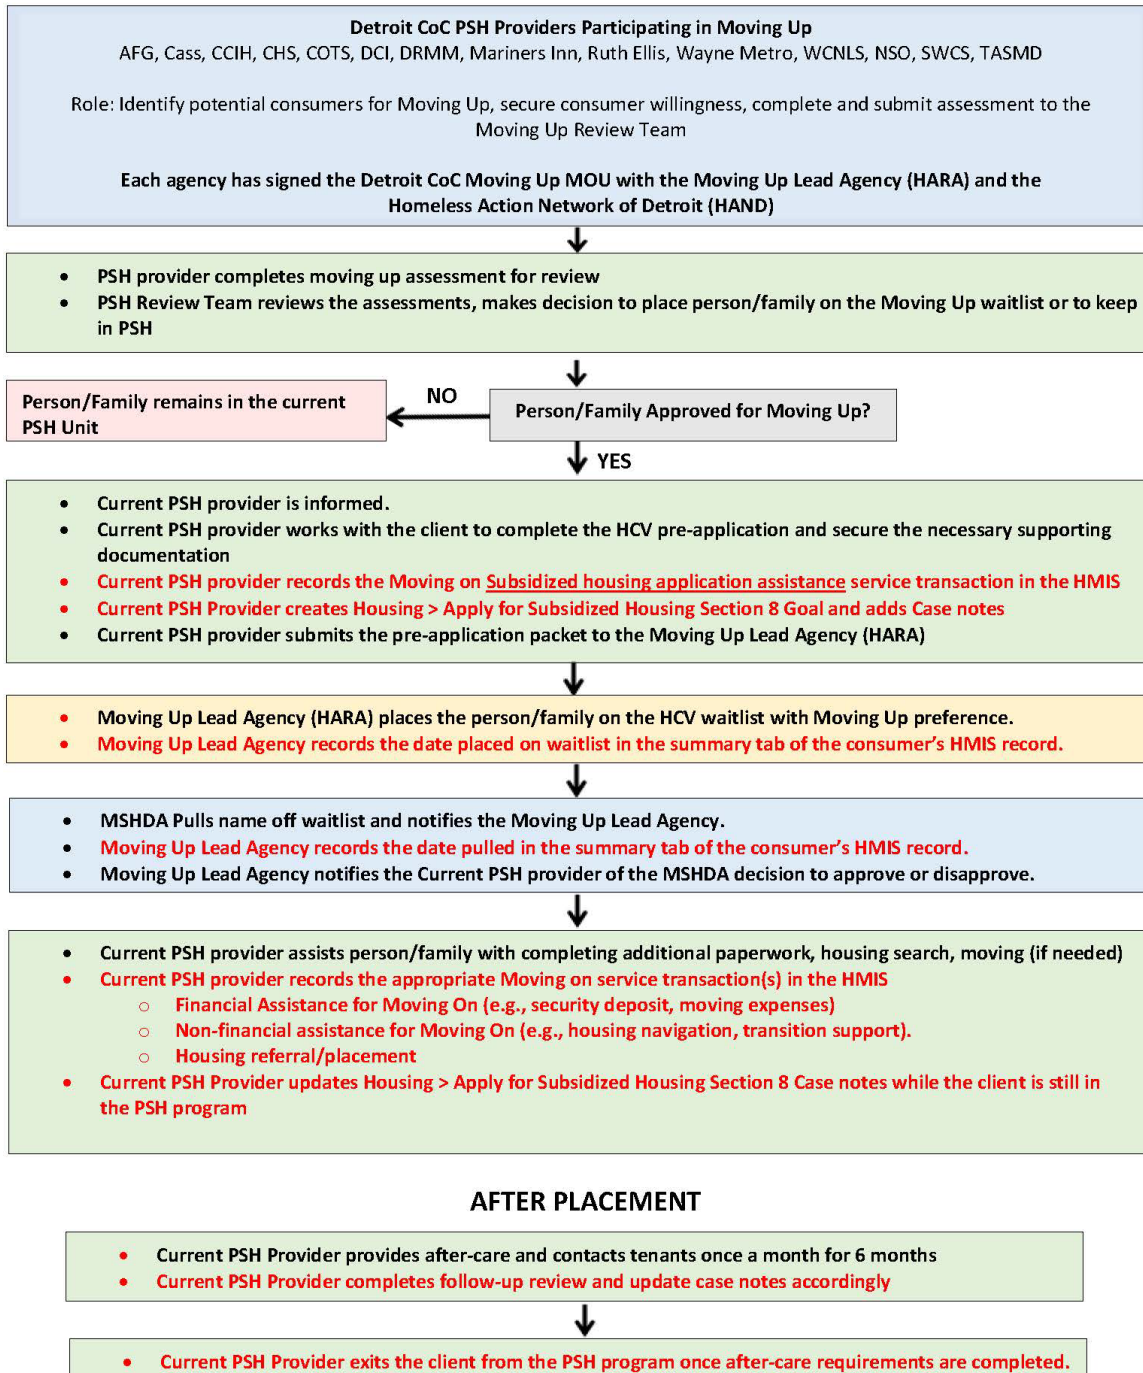 Detroit CoC PSH Providers Participating in Moving Up
AFG, Cass, CCIH, CHS, COTS, DCI, DRMM, Mariners Inn, Ruth Ellis, Wayne Metro, WCNLS, NSO, SWCS, TASMD
Role: Identify potential consumers for Moving Up, secure consumer willingness, complete and submit assessment to the
Moving Up Review Team
Each agency has signed the Detroit CoC Moving Up MOU with the Moving Up Lead Agency (HARA) and the
Homeless Action Network of Detroit (HAND)
• PSH provider completes moving up assessment for review
• PSH Review Team reviews the assessments, makes decision to place person/family on the Moving Up waitlist or to keep
in PSH
Person/Family Approved for Moving Up?
NO
Person/Family remains in the current
PSH Unit
YES
• Current PSH provider is informed.
• Current PSH provider works with the client to complete the HCV pre-application and secure the necessary supporting
documentation
• Current PSH provider records the Moving on Subsidized housing application assistance service transaction in the HMIS
• Current PSH Provider creates Housing > Apply for Subsidized Housing Section 8 Goal and adds Case notes
• Current PSH provider submits the pre-application packet to the Moving Up Lead Agency (HARA)
• Moving Up Lead Agency (HARA) places the person/family on the HCV waitlist with Moving Up preference.
• Moving Up Lead Agency records the date placed on waitlist in the summary tab of the consumer's HMIS record.
• MSHDA Pulls name off waitlist and notifies the Moving Up Lead Agency.
• Moving Up Lead Agency records the date pulled in the summary tab of the consumer's HMIS record.
• Moving Up Lead Agency notifies the Current PSH provider of the MSHDA decision to approve or disapprove.
• Current PSH provider assists person/family with completing additional paperwork, housing search, moving (if needed)
• Current PSH provider records the appropriate Moving on service transaction(s) in the HMIS
o Financial Assistance for Moving On (e.g., security deposit, moving expenses)
o Non-financial assistance for Moving On (e.g., housing navigation, transition support).
o Housing referral/placement
• Current PSH Provider updates Housing > Apply for Subsidized Housing Section 8 Case notes while the client is still in
the PSH program
AFTER PLACEMENT
• Current PSH Provider provides after-care and contacts tenants once a month for 6 months
• Current PSH Provider completes follow-up review and update case notes accordingly
• Current PSH Provider exits the client from the PSH program once after-care requirements are completed.